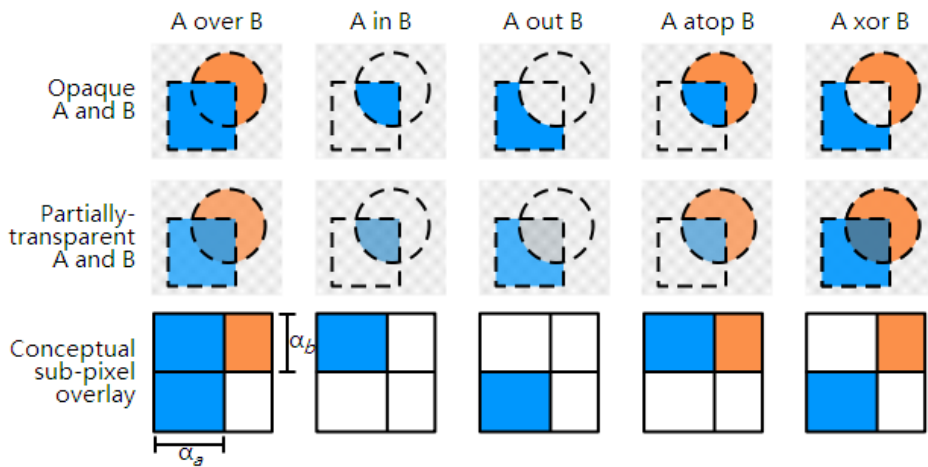 A over B
A in B
A out B
A atop B
A xor B
Opaque
A and B
Partially-
transparent
A and B
Conceptual
sub-pixel
overlay
αb
αa